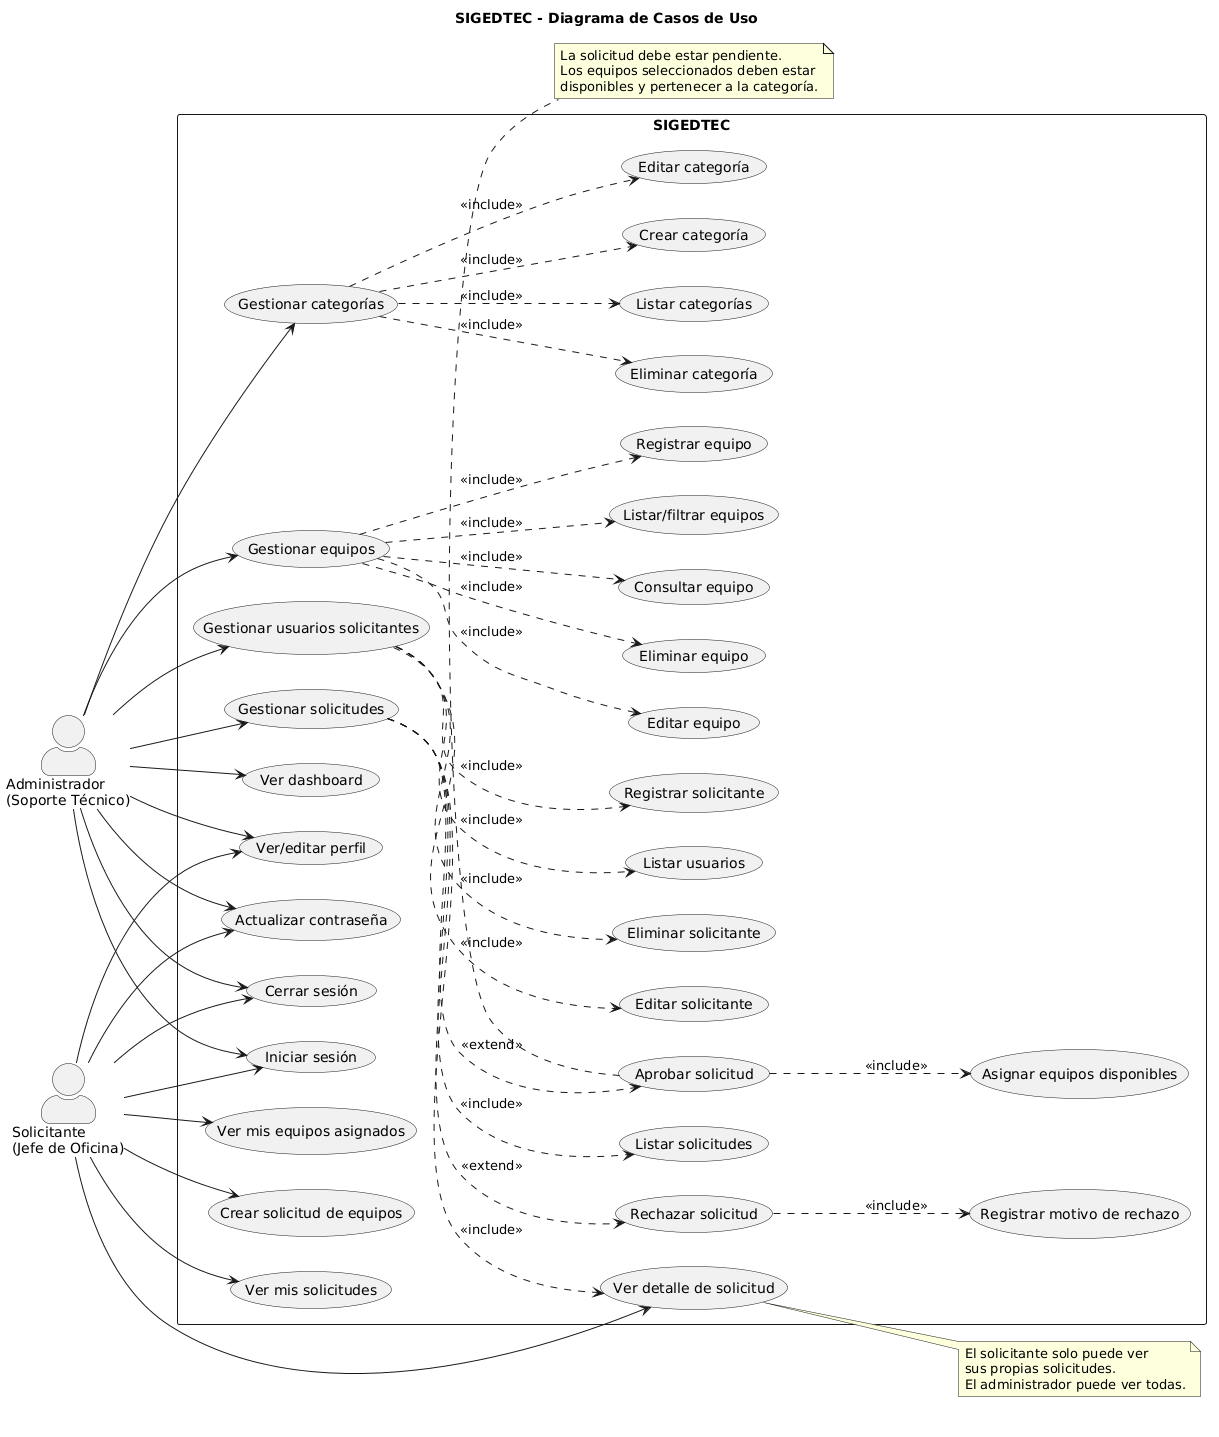 SIGEDTEC - Diagrama de Casos de Uso
La solicitud debe estar pendiente.
Los equipos seleccionados deben estar
disponibles y pertenecer a la categoría.
SIGEDTEC
Editar categoría
«include»
Crear categoría
«include»
Gestionar categorías
«include»
Listar categorías
«include»
Eliminar categoría
Registrar equipo
«include»
Listar/filtrar equipos
«include»
Gestionar equipos
«include»
Consultar equipo
«include»
Gestionar usuarios solicitantes
«include»
Eliminar equipo
Gestionar solicitudes
Editar equipo
Administrador
(Soporte Técnico)
Ver dashboard
«include»
Registrar solicitante
«include»
Ver/editar perfil
Listar usuarios
«include»
Actualizar contraseña
Eliminar solicitante
«include»
Cerrar sesión
Editar solicitante
Iniciar sesión
«extend»
Aprobar solicitud
«include»
Asignar equipos disponibles
Solicitante
(Jefe de Oficina)
Ver mis equipos asignados
«include»
Listar solicitudes
«extend»
Crear solicitud de equipos
Rechazar solicitud
«include»
Registrar motivo de rechazo
«include»
Ver mis solicitudes
Ver detalle de solicitud
El solicitante solo puede ver
sus propias solicitudes.
El administrador puede ver todas.